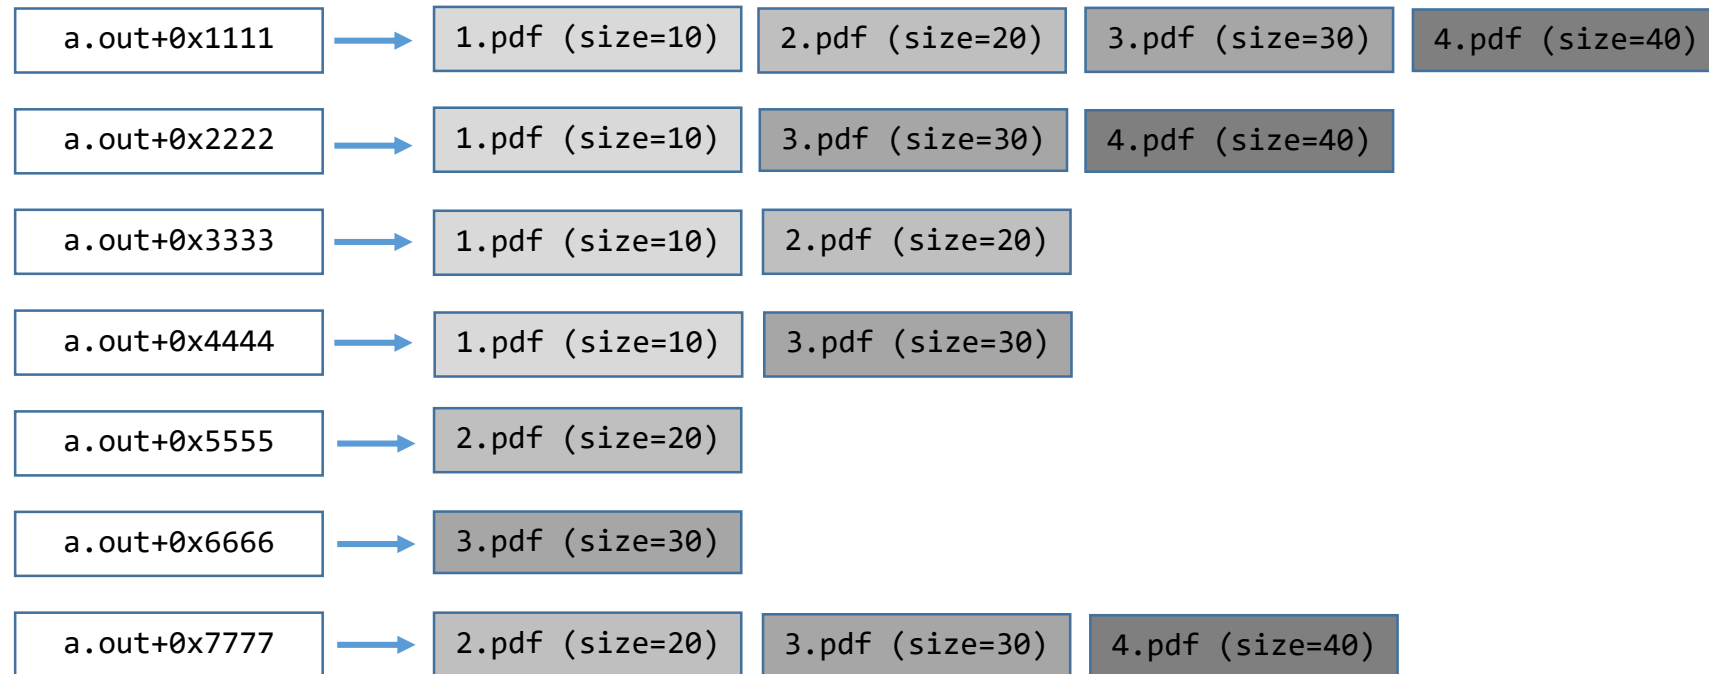 a.out+0x1111 1.pdf (size=10) 2.pdf (size=20) 3.pdf (size=30) 4.pdf (size=40)
a.out+0x2222 1.pdf (size=10) 3.pdf (size=30) 4.pdf (size=40)
a.out+0x3333 1.pdf (size=10) 2.pdf (size=20)
a.out+0x4444 1.pdf (size=10) 3.pdf (size=30)
a.out+0x5555 2.pdf (size=20)
a.out+0x6666 3.pdf (size=30)
a.out+0x7777 2.pdf (size=20) 3.pdf (size=30) 4.pdf (size=40)